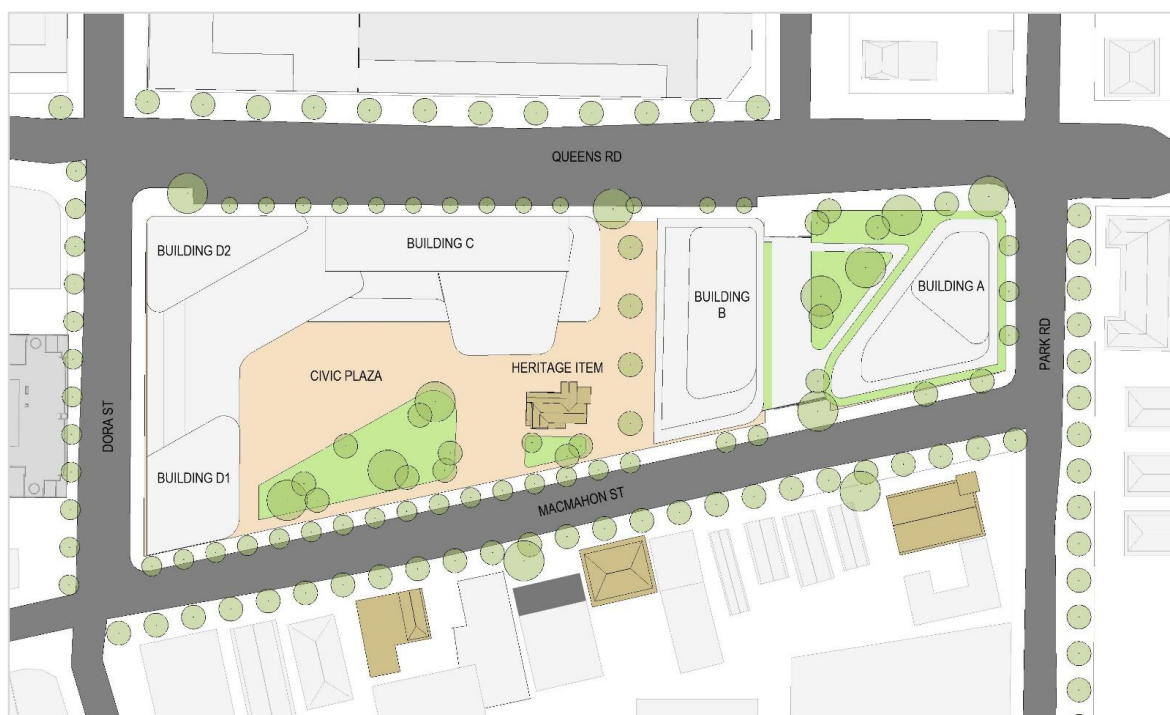 QUEENS RD
BUILDING D2
BUILDING C
BUILDING
B
BUILDING A
PARK RD
CIVIC PLAZA
HERITAGE ITEM
DORA ST
BUILDING D1
MACMAHON ST